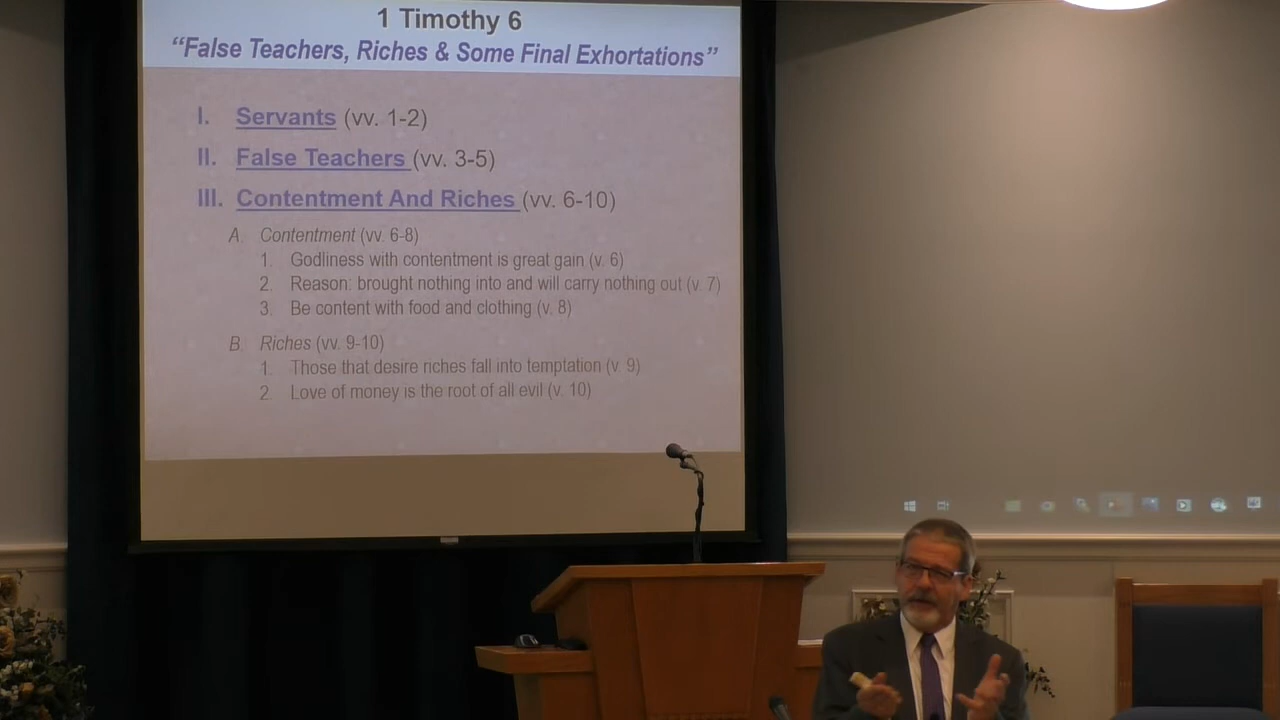 1 Timothy 6
“False Teachers, Riches & Some Final Exhortations”
I. Servants (vv. 1-2)
II. False Teachers (vv. 3-5)
III. Contentment And Riches (vv. 6-10)
A. Contentment (vv. 6-8)
1. Godliness with contentment is great gain (v. 6)
2. Reason: brought nothing into and will carry nothing out (v. 7)
3. Be content with food and clothing (v. 8)
B. Riches (vv. 9-10)
1. Those that desire riches fall into temptation (v. 9)
2. Love of money is the root of all evil (v. 10)